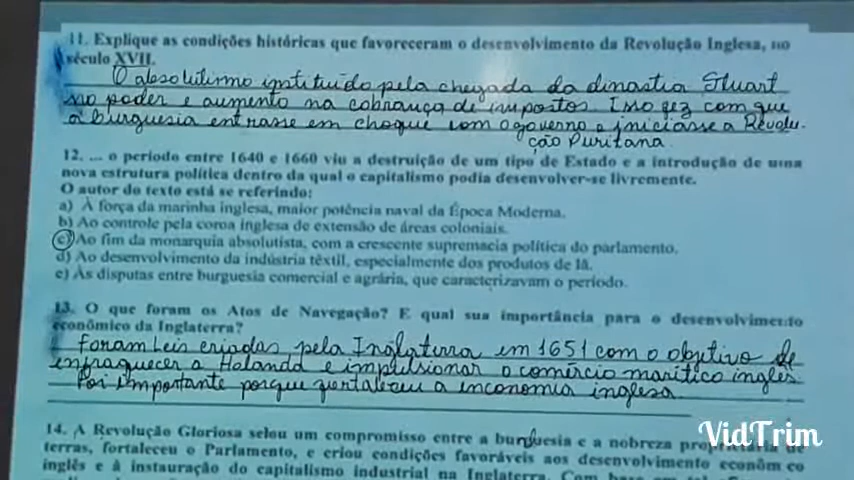 11. Explique as condições históricas que favoreceram o desenvolvimento da Revolução Inglesa, no
século XVII.
O absolutismo instituído pela chegada da dinastia Stuart
no poder e aumento na cobrança de impostos. Isso fez com que
a burguesia entrasse em choque com o governo e iniciasse a Revolu-
ção Puritana.
12. ... o período entre 1640 e 1660 viu a destruição de um tipo de Estado e a introdução de uma
nova estrutura política dentro da qual o capitalismo podia desenvolver-se livremente.
O autor do texto está se referindo:
a) À força da marinha inglesa, maior potência naval da Época Moderna.
b) Ao controle pela coroa inglesa de extensão de áreas coloniais.
c) Ao fim da monarquia absolutista, com a crescente supremacia política do parlamento.
d) Ao desenvolvimento da indústria têxtil, especialmente dos produtos de lã.
e) Às disputas entre burguesia comercial e agrária, que caracterizavam o período.
13. O que foram os Atos de Navegação? E qual sua importância para o desenvolvimento
econômico da Inglaterra?
Foram Leis criadas pela Inglaterra em 1651 com o objetivo de
enfraquecer a Holanda e impulsionar o comércio marítico inglês.
Foi importante porque fortaleceu a enconomia inglesa.
14. A Revolução Gloriosa selou um compromisso entre a burguesia e a nobreza proprietária de
terras, fortaleceu o Parlamento, e criou condições favoráveis aos desenvolvimento econômico
inglês e à instauração do capitalismo industrial na Inglaterra. Com base em
VidTrim